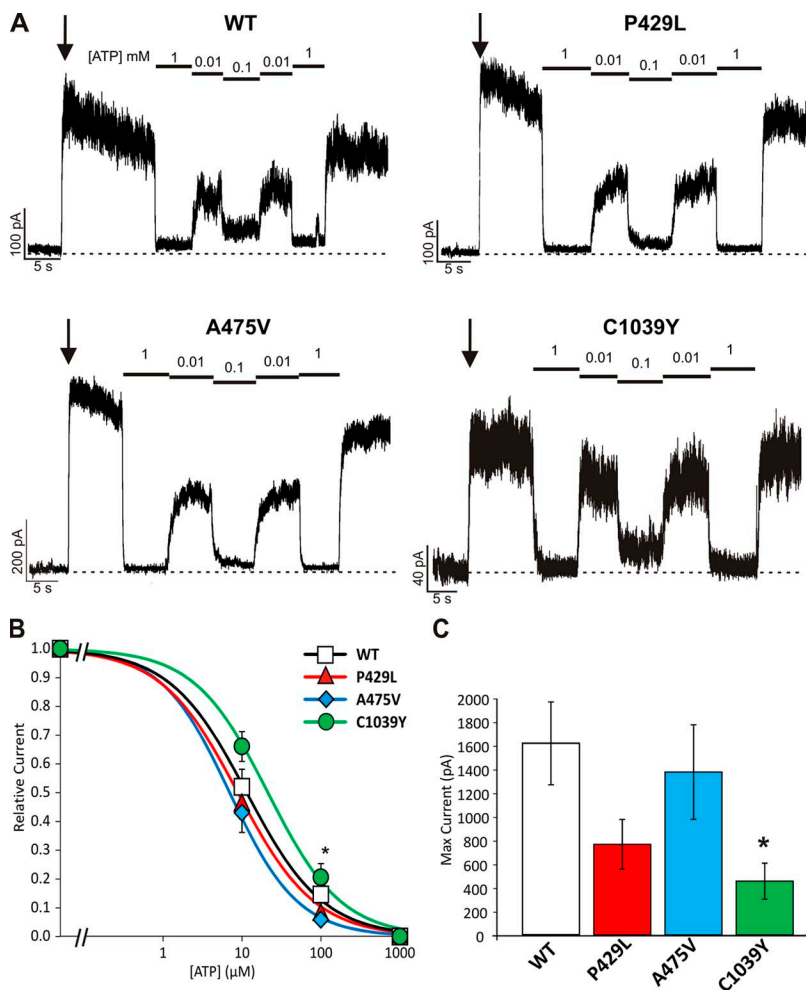 A
WT
[ATP] mM
1
0.01
0.1
0.01
1
100 pA
5 s
P429L
1
0.01
0.1
0.01
1
100 pA
5 s
A475V
1
0.01
0.1
0.01
1
200 pA
5 s
C1039Y
1
0.01
0.1
0.01
1
40 pA
5 s
B
Relative Current
1.0
0.9
0.8
0.7
0.6
0.5
0.4
0.3
0.2
0.1
0.0
WT
P429L
A475V
C1039Y
*
//
//
1
10
100
1000
[ATP] (µM)
C
Max Current (pA)
2000
1800
1600
1400
1200
1000
800
600
400
200
0
*
WT
P429L
A475V
C1039Y